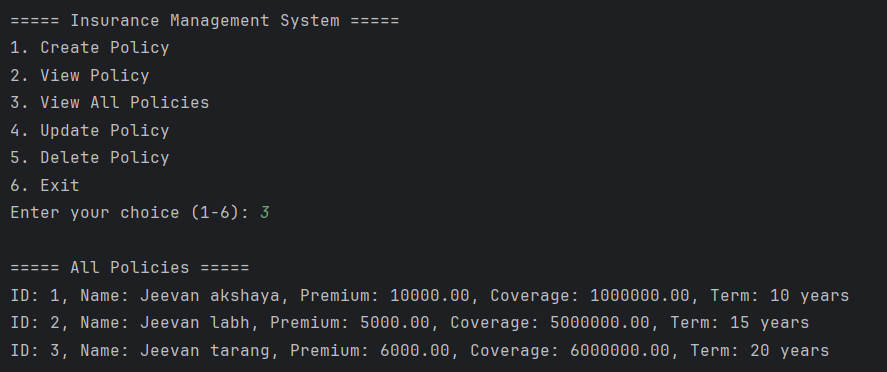 ===== Insurance Management System =====
1. Create Policy
2. View Policy
3. View All Policies
4. Update Policy
5. Delete Policy
6. Exit
Enter your choice (1-6): 3
===== All Policies =====
ID: 1, Name: Jeevan akshaya, Premium: 10000.00, Coverage: 1000000.00, Term: 10 years
ID: 2, Name: Jeevan labh, Premium: 5000.00, Coverage: 5000000.00, Term: 15 years
ID: 3, Name: Jeevan tarang, Premium: 6000.00, Coverage: 6000000.00, Term: 20 years